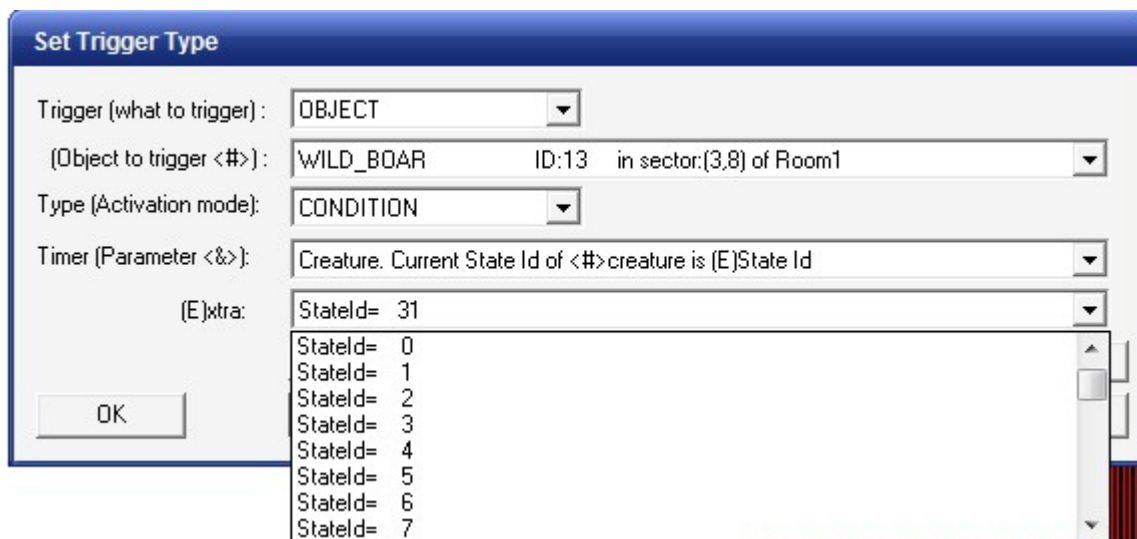 Set Trigger Type
Trigger (what to trigger) : OBJECT
(Object to trigger <#>) : WILD_BOAR ID:13 in sector:(3,8) of Room1
Type (Activation mode): CONDITION
Timer (Parameter <&>): Creature. Current State Id of <#>creature is (E)State Id
(E)xtra: StateId= 31
StateId= 0
StateId= 1
StateId= 2
StateId= 3
OK
StateId= 4
StateId= 5
StateId= 6
StateId= 7